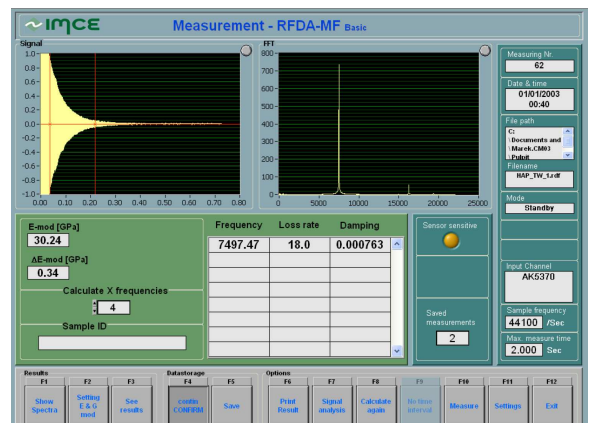 IMCE
Measurement - RFDA-MF Basic
Signal
1.0
0.8
0.6
0.4
0.2
0.0
-0.2
-0.4
-0.6
-0.8
-1.0
0.00 0.10 0.20 0.30 0.40 0.50 0.60 0.70 0.80
FFT
800
700
600
500
400
300
200
100
0
0 5000 10000 15000 20000 25000
Measuring Nr.
62
Date & time
01/01/2003
00:40
File path
C:
\Documents and
\Marek.CM03
\Pulpit
Filename
HAP_TW_1.rdf
Mode
Standby
Input Channel
AK5370
Sample frequency
44100 /Sec
Max. measure time
2.000 Sec
E-mod [GPa]
30.24
ΔE-mod [GPa]
0.34
Calculate X frequencies
4
Sample ID
Frequency Loss rate Damping
7497.47 18.0 0.000763
Sensor sensitive
Saved
measurements
2
Results
F1 F2 F3
Show
Spectra
Setting
E & G
mod
See
results
Datastorage
F4 F5
CONFIRM
Save
Options
F6 F7 F8 F9 F10 F11 F12
Print
Result
Signal
analysis
Calculate
again
No time
interval
Measure
Settings
Exit